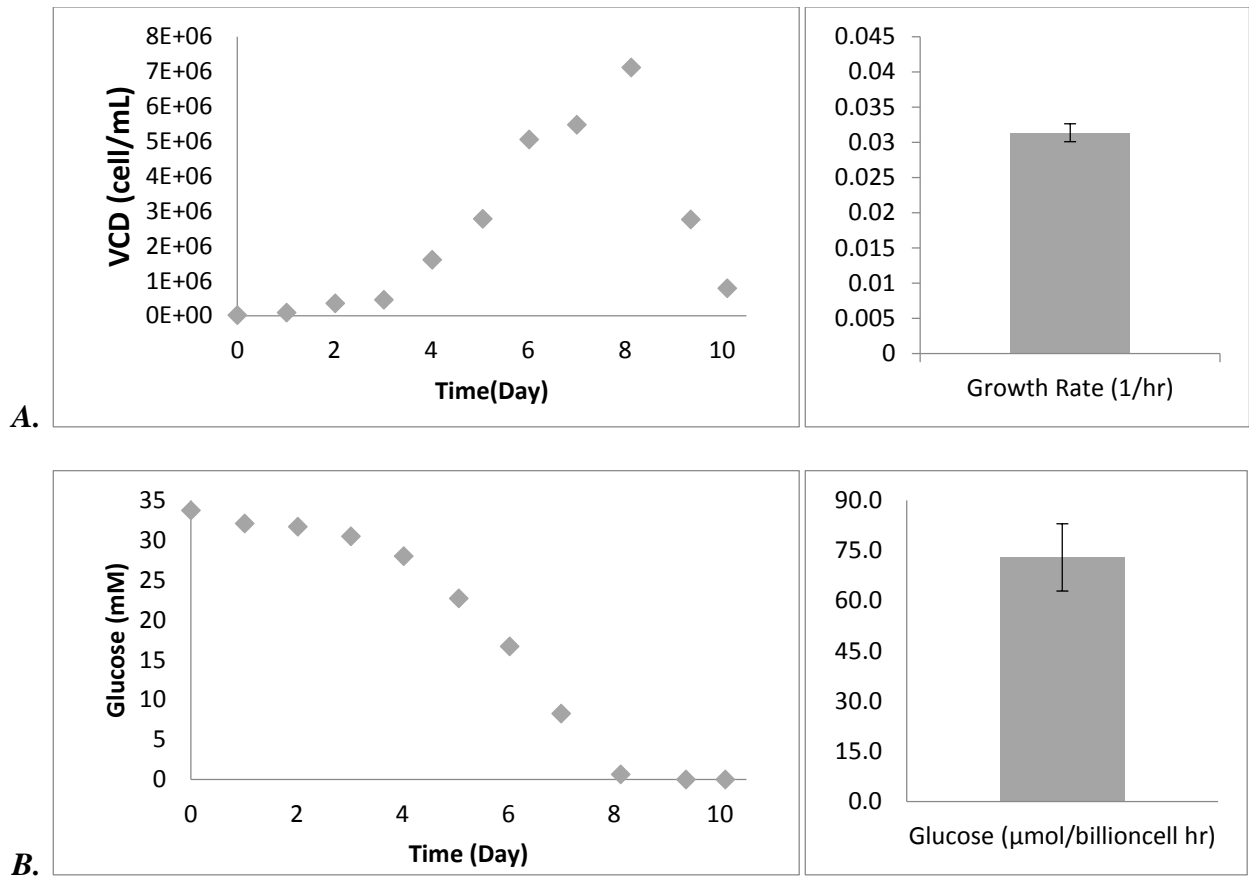 8E+06
7E+06
6E+06
5E+06
4E+06
3E+06
2E+06
1E+06
0E+00
VCD (cell/mL)
0 2 4 6 8 10
Time(Day)
0.045
0.04
0.035
0.03
0.025
0.02
0.015
0.01
0.005
0
Growth Rate (1/hr)
A.
35
30
25
20
15
10
5
0
Glucose (mM)
0 2 4 6 8 10
Time (Day)
90.0
75.0
60.0
45.0
30.0
15.0
0.0
Glucose (µmol/billioncell hr)
B.